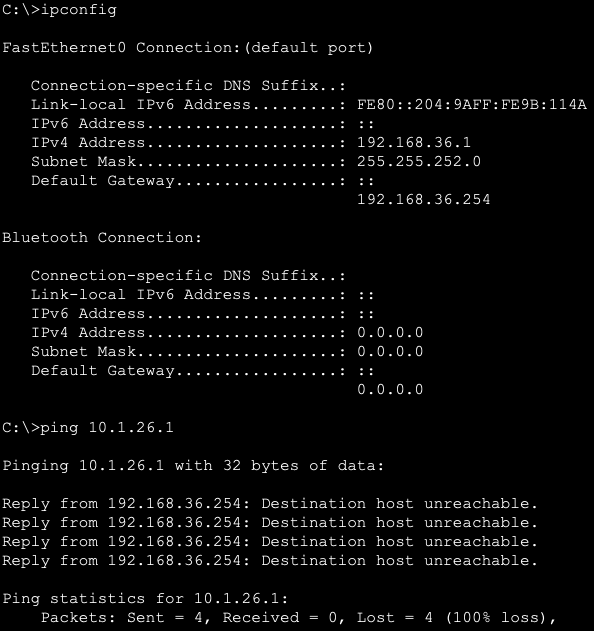 C:\>ipconfig
FastEthernet0 Connection:(default port)
Connection-specific DNS Suffix..:
Link-local IPv6 Address.........: FE80::204:9AFF:FE9B:114A
IPv6 Address....................: ::
IPv4 Address....................: 192.168.36.1
Subnet Mask.....................: 255.255.252.0
Default Gateway.................: ::
192.168.36.254
Bluetooth Connection:
Connection-specific DNS Suffix..:
Link-local IPv6 Address.........: ::
IPv6 Address....................: ::
IPv4 Address....................: 0.0.0.0
Subnet Mask.....................: 0.0.0.0
Default Gateway.................: ::
0.0.0.0
C:\>ping 10.1.26.1
Pinging 10.1.26.1 with 32 bytes of data:
Reply from 192.168.36.254: Destination host unreachable.
Reply from 192.168.36.254: Destination host unreachable.
Reply from 192.168.36.254: Destination host unreachable.
Reply from 192.168.36.254: Destination host unreachable.
Ping statistics for 10.1.26.1:
Packets: Sent = 4, Received = 0, Lost = 4 (100% loss),